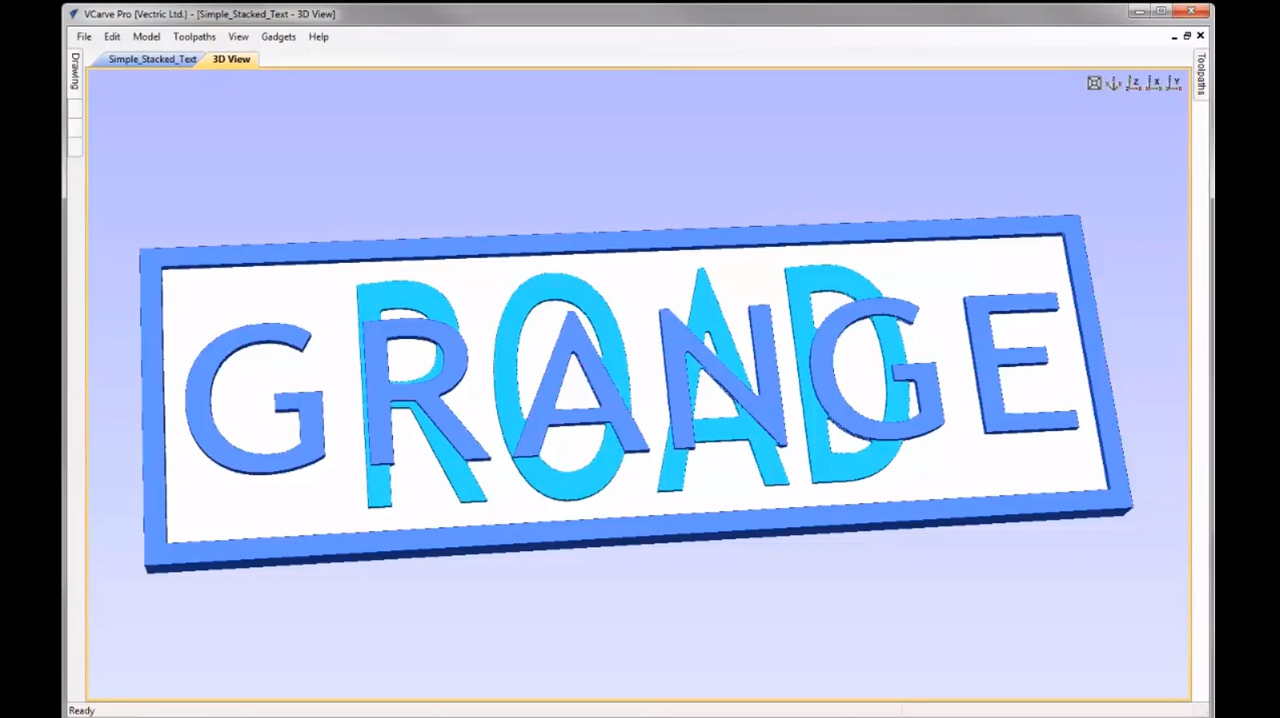 VCarve Pro {Vectric Ltd.} - [Simple_Stacked_Text - 3D View]
File Edit Model Toolpaths View Gadgets Help
Drawing
Simple_Stacked_Text 3D View
Toolpaths
Z X Y
ROAD
GRANGE
Ready